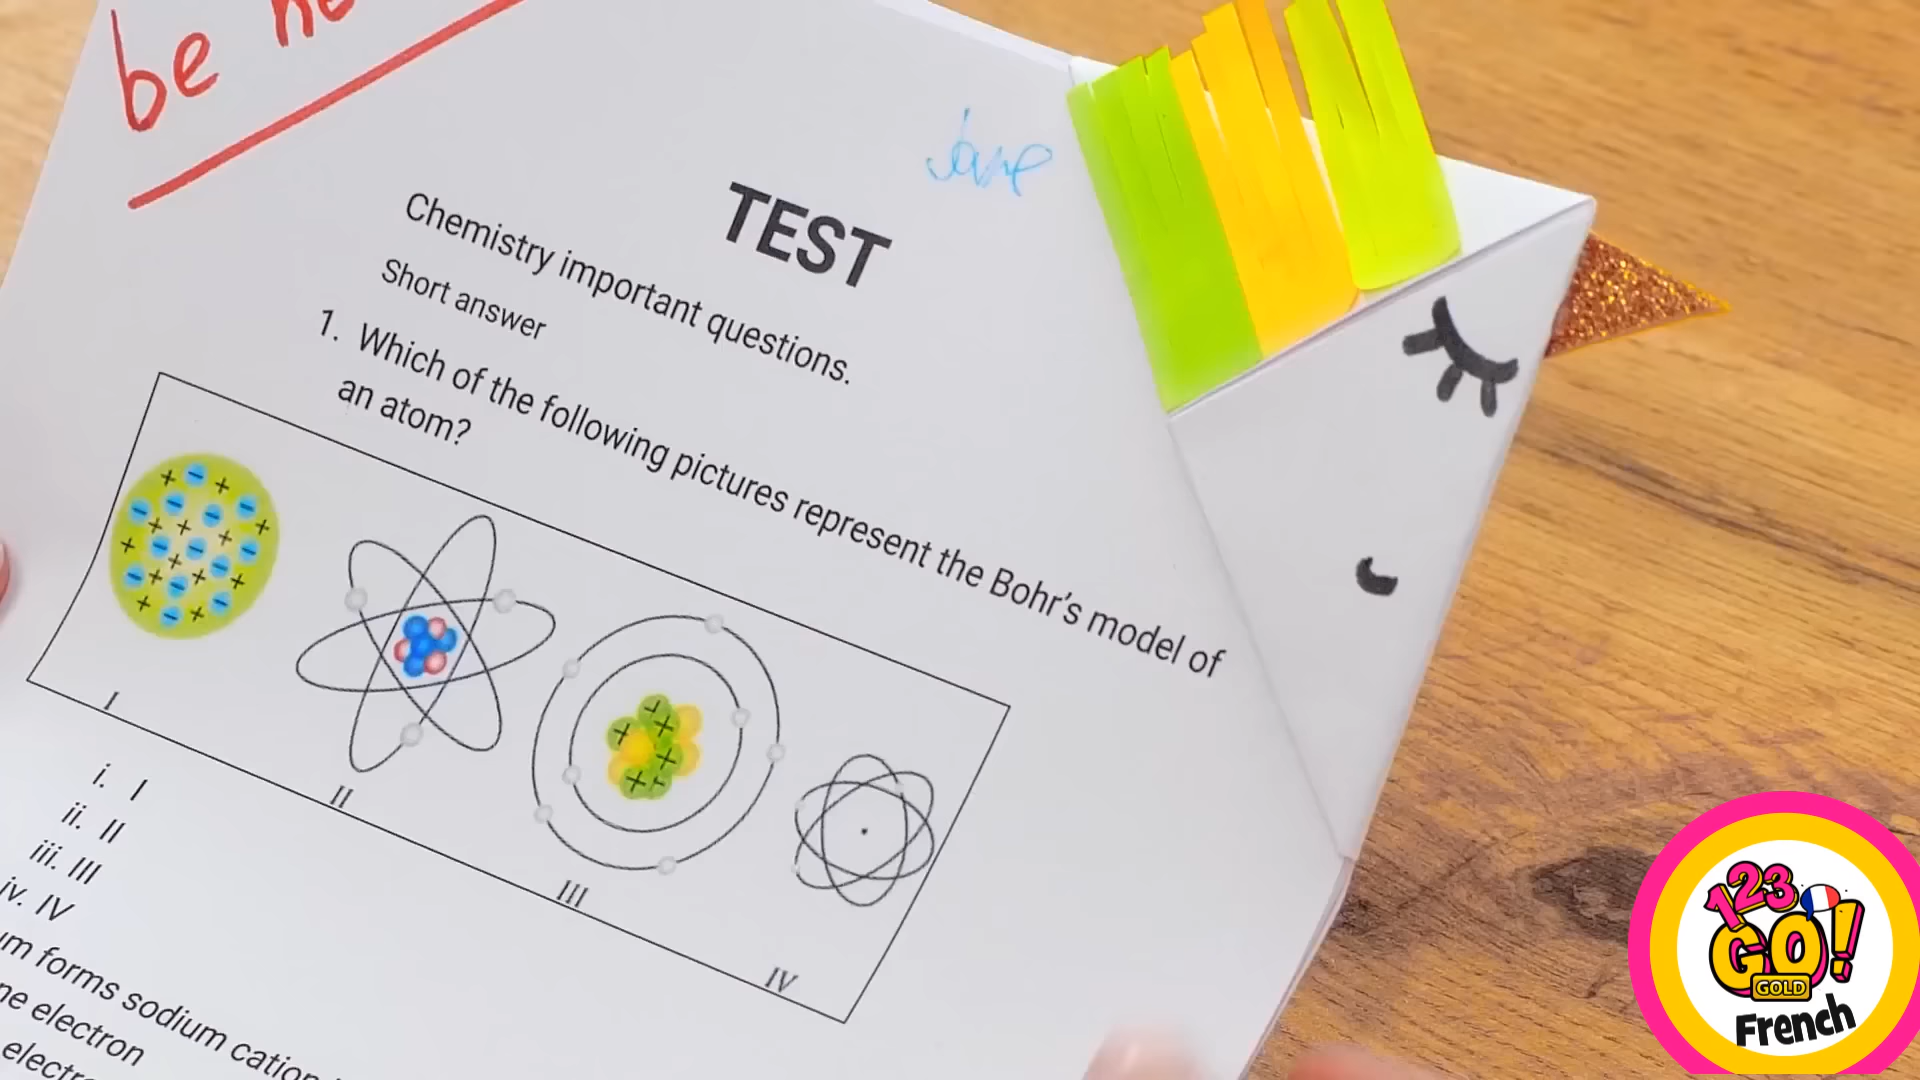 be
Jane
TEST
Chemistry important questions.
Short answer
1. Which of the following pictures represent the Bohr's model of
an atom?
I
II
III
IV
i. I
ii. II
iii. III
iv. IV
forms sodium cation
electron
123
GO!
GOLD
French